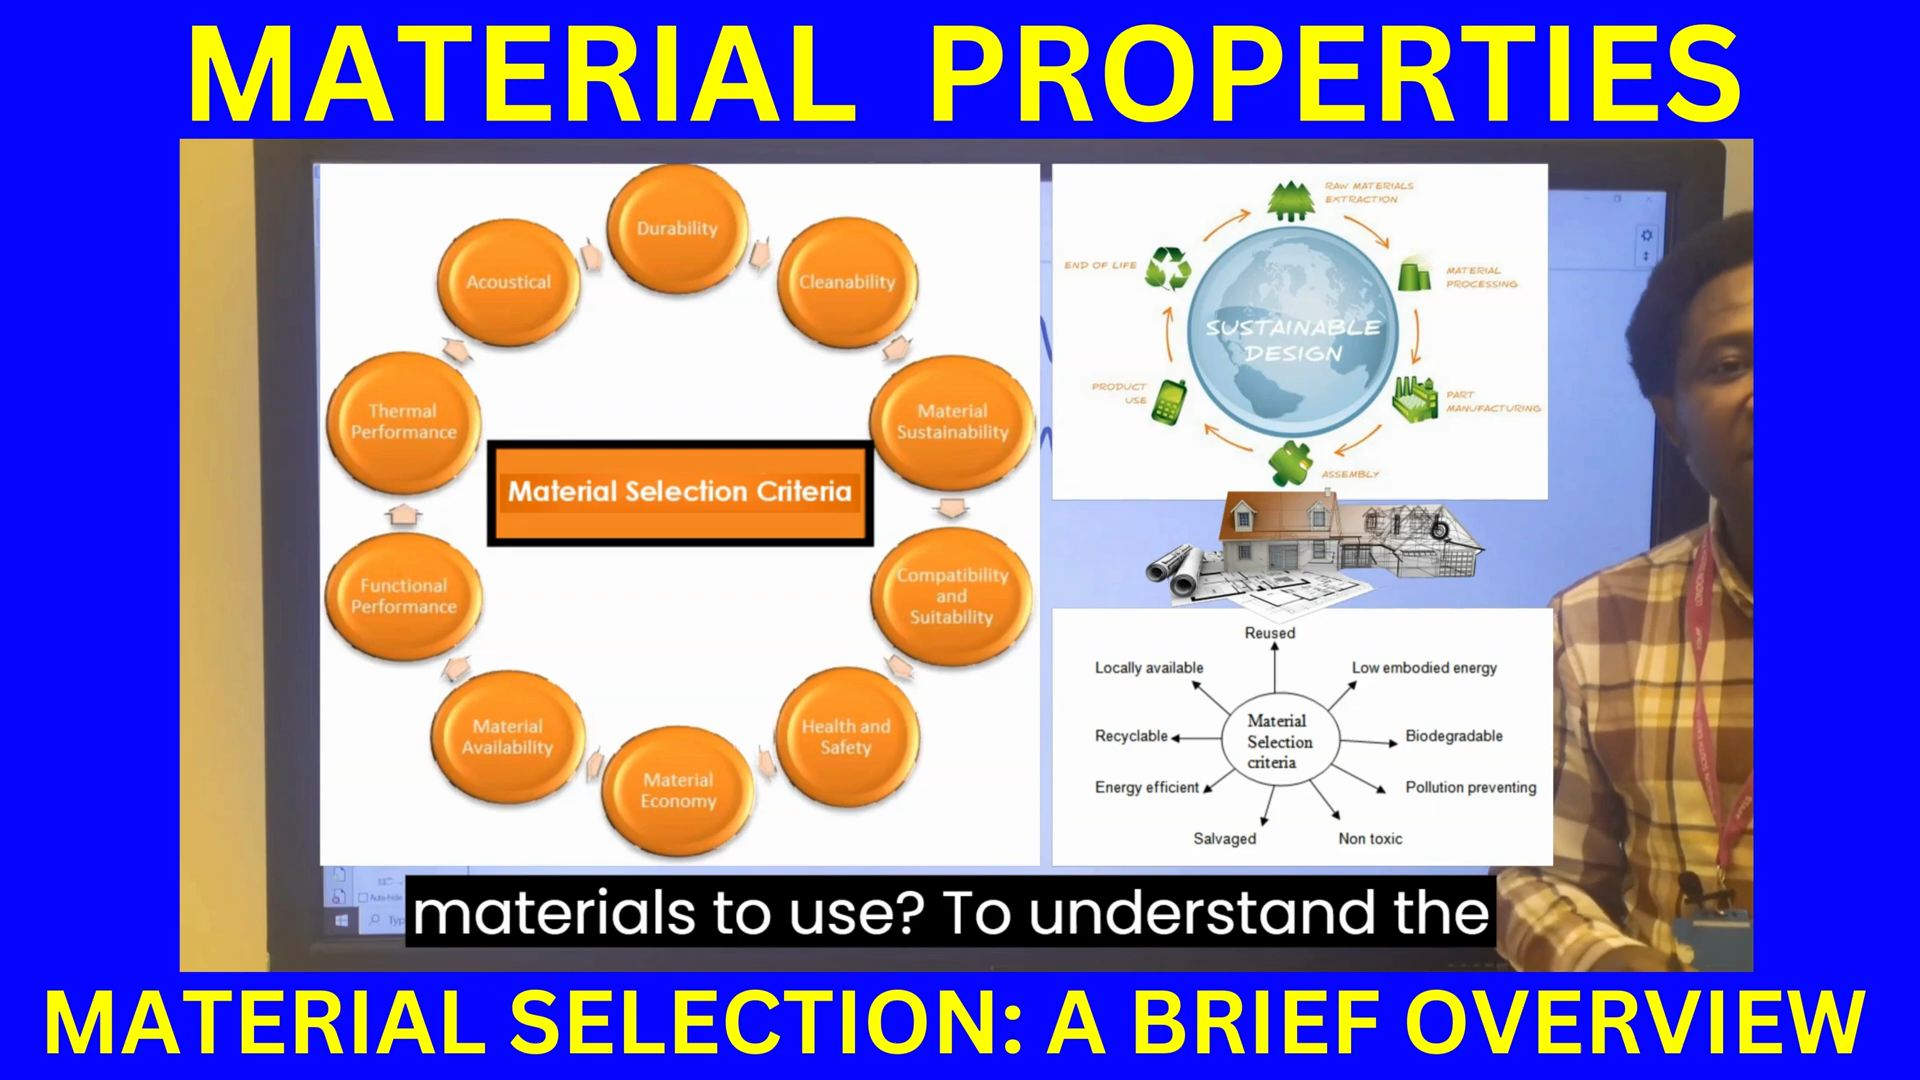 MATERIAL PROPERTIES
Durability
Acoustical
Cleanability
Thermal
Performance
Material
Sustainability
Material Selection Criteria
Functional
Performance
Compatibility
and
Suitability
Material
Availability
Health and
Safety
Material
Economy
RAW MATERIALS
EXTRACTION
END OF LIFE
MATERIAL
PROCESSING
SUSTAINABLE
DESIGN
PRODUCT
USE
PART
MANUFACTURING
ASSEMBLY
Reused
Locally available
Low embodied energy
Recyclable
Material
Selection
criteria
Biodegradable
Energy efficient
Pollution preventing
Salvaged
Non toxic
materials to use? To understand the
MATERIAL SELECTION: A BRIEF OVERVIEW